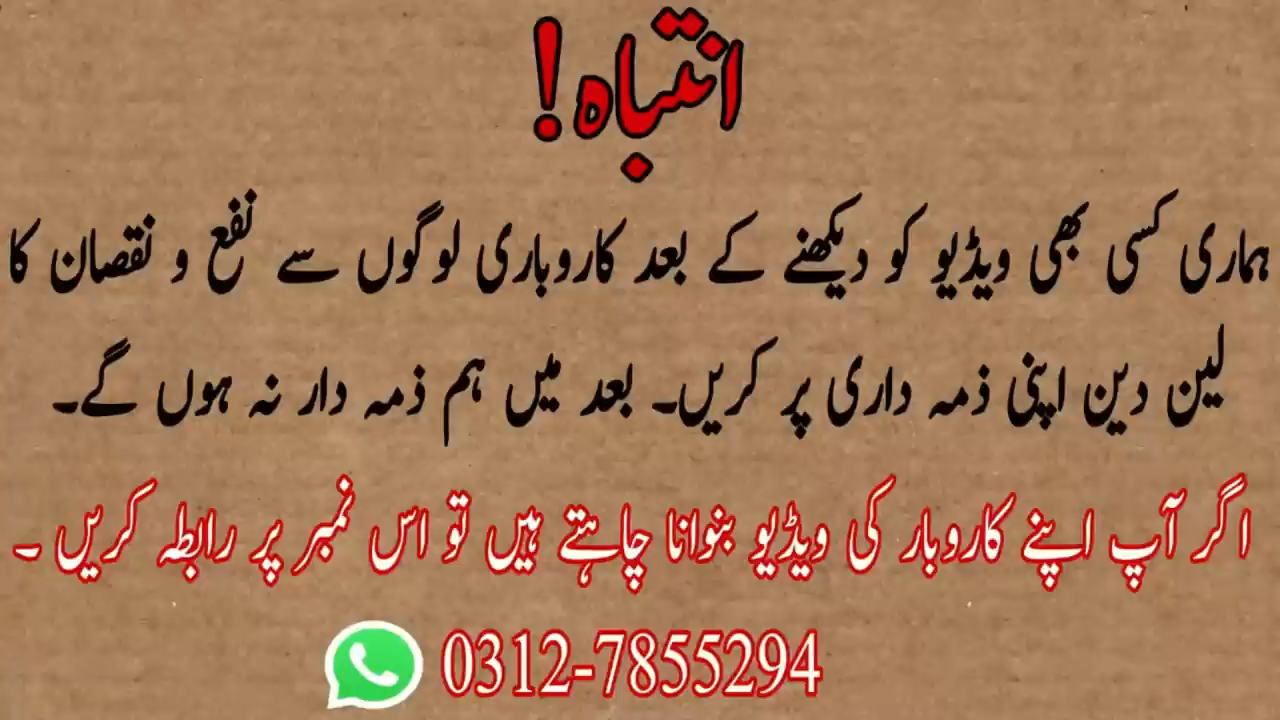 انتباہ!
ہماری کسی بھی ویڈیو کو دیکھنے کے بعد کاروباری لوگوں سے نفع و نقصان کا
لین دین اپنی ذمہ داری پر کریں۔ بعد میں ہم ذمہ دار نہ ہوں گے۔
اگر آپ اپنے کاروبار کی ویڈیو بنوانا چاہتے ہیں تو اس نمبر پر رابطہ کریں ۔
0312-7855294